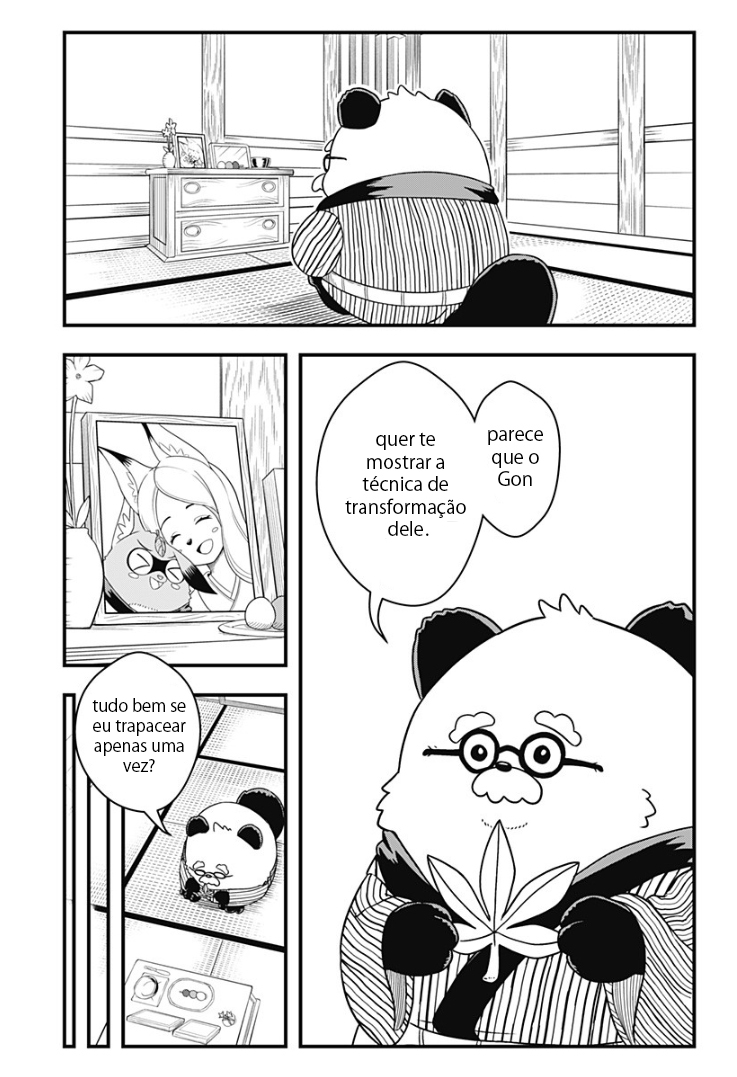 parece
que o
Gon
quer te
mostrar a
técnica de
transformação
dele.
tudo bem se
eu trapacear
apenas uma
vez?